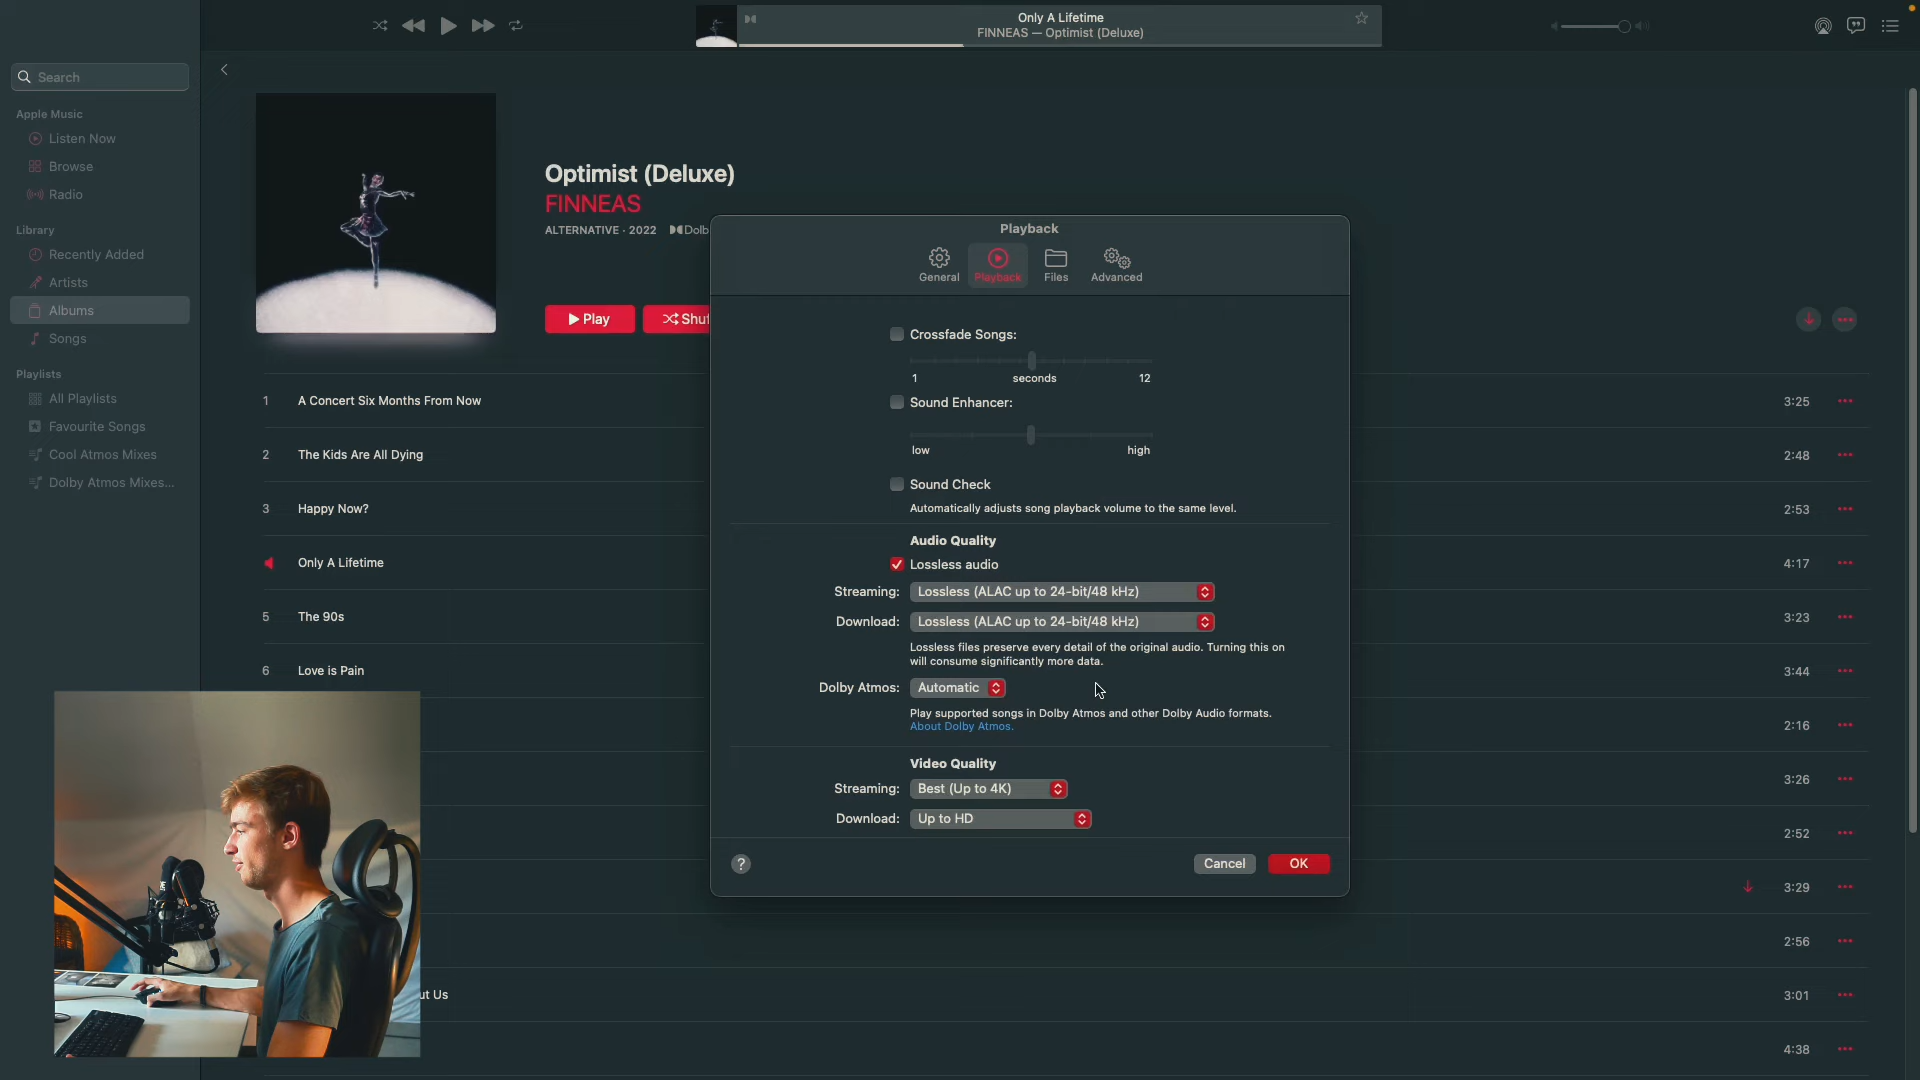 Only A Lifetime
FINNEAS — Optimist (Deluxe)
Search
Apple Music
Listen Now
Browse
Radio
Library
Recently Added
Artists
Albums
Songs
Playlists
All Playlists
Favourite Songs
Cool Atmos Mixes
Dolby Atmos Mixes...
Optimist (Deluxe)
FINNEAS
ALTERNATIVE · 2022 Dolb
Play
Shuf
1 A Concert Six Months From Now 3:25
2 The Kids Are All Dying 2:48
3 Happy Now? 2:53
Only A Lifetime 4:17
5 The 90s 3:23
6 Love is Pain 3:44
2:16
3:26
2:52
3:29
2:56
ut Us 3:01
4:38
Playback
General Playback Files Advanced
Crossfade Songs:
1 seconds 12
Sound Enhancer:
low high
Sound Check
Automatically adjusts song playback volume to the same level.
Audio Quality
Lossless audio
Streaming: Lossless (ALAC up to 24-bit/48 kHz)
Download: Lossless (ALAC up to 24-bit/48 kHz)
Lossless files preserve every detail of the original audio. Turning this on
will consume significantly more data.
Dolby Atmos: Automatic
Play supported songs in Dolby Atmos and other Dolby Audio formats.
About Dolby Atmos.
Video Quality
Streaming: Best (Up to 4K)
Download: Up to HD
? Cancel OK